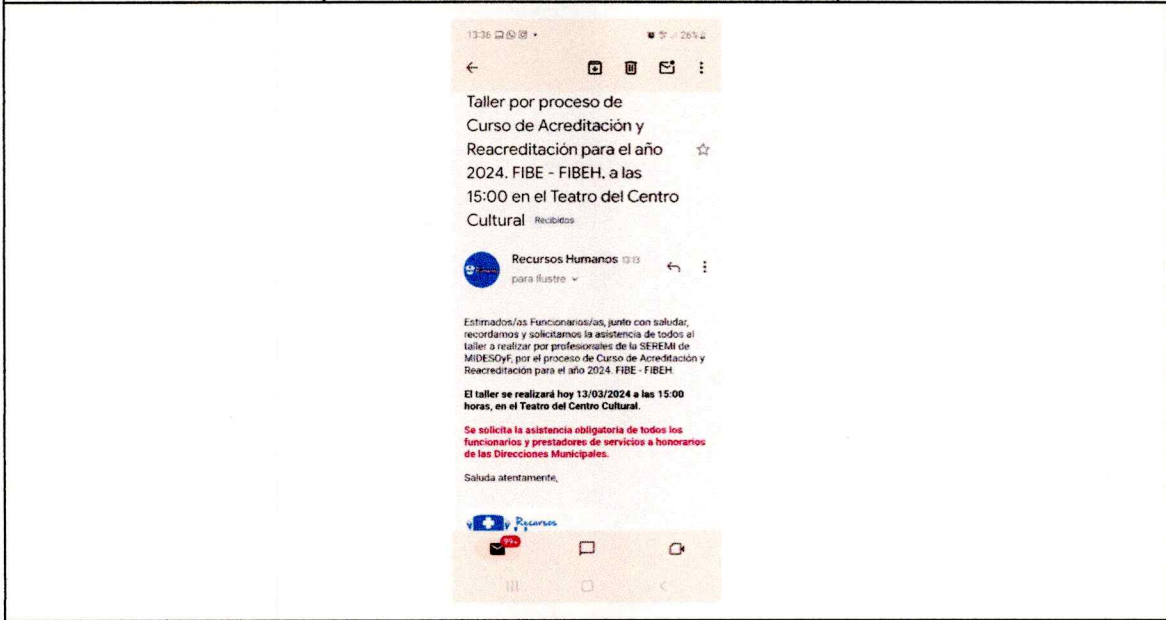 13:36
26%
Taller por proceso de
Curso de Acreditación y
Reacreditación para el año
2024. FIBE - FIBEH, a las
15:00 en el Teatro del Centro
Cultural Recibidos
Recursos Humanos 13:13
para Ilustre
Estimados/as Funcionarios/as, junto con saludar,
recordamos y solicitamos la asistencia de todos al
taller a realizar por profesionales de la SEREMI de
MIDESOyF, por el proceso de Curso de Acreditación y
Reacreditación para el año 2024. FIBE - FIBEH.
El taller se realizará hoy 13/03/2024 a las 15:00
horas, en el Teatro del Centro Cultural.
Se solicita la asistencia obligatoria de todos los
funcionarios y prestadores de servicios a honorarios
de las Direcciones Municipales.
Saluda atentamente,
Recursos
99+